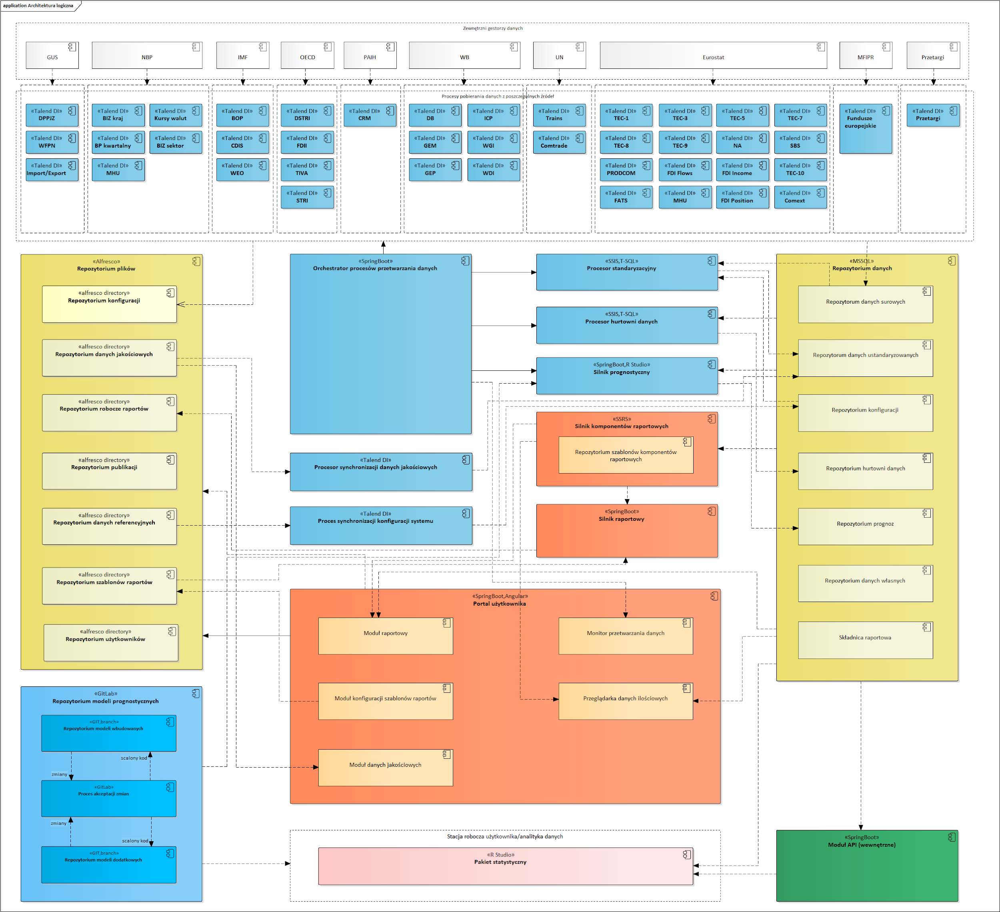 application Architektura logiczna
Zewnętrzni gestorzy danych
GUS
NBP
IMF
OECD
PAIH
WB
UN
Eurostat
MFIPR
Przetargi
Procesy pobierania danych z poszczególnych źródeł
«Talend DI»
DPPJZ
«Talend DI»
WFPN
«Talend DI»
Import/Export
«Talend DI»
BIZ kraj
«Talend DI»
Kursy walut
«Talend DI»
BP kwartalny
«Talend DI»
BIZ sektor
«Talend DI»
MHU
«Talend DI»
BOP
«Talend DI»
CDIS
«Talend DI»
WEO
«Talend DI»
DSTRI
«Talend DI»
FDII
«Talend DI»
TIVA
«Talend DI»
STRI
«Talend DI»
CRM
«Talend DI»
DB
«Talend DI»
ICP
«Talend DI»
GEM
«Talend DI»
WGI
«Talend DI»
GEP
«Talend DI»
WDI
«Talend DI»
Trains
«Talend DI»
Comtrade
«Talend DI»
TEC-1
«Talend DI»
TEC-3
«Talend DI»
TEC-5
«Talend DI»
TEC-7
«Talend DI»
TEC-8
«Talend DI»
TEC-9
«Talend DI»
NA
«Talend DI»
SBS
«Talend DI»
PRODCOM
«Talend DI»
FDI Flows
«Talend DI»
FDI Income
«Talend DI»
TEC-10
«Talend DI»
FATS
«Talend DI»
MHU
«Talend DI»
FDI Position
«Talend DI»
Comext
«Talend DI»
Fundusze
europejskie
«Talend DI»
Przetargi
«Alfresco»
Repozytorium plików
«alfresco directory»
Repozytorium konfiguracji
«alfresco directory»
Repozytorium danych jakościowych
«alfresco directory»
Repozytorium robocze raportów
«alfresco directory»
Repozytorium publikacji
«alfresco directory»
Repozytorium danych referencyjnych
«alfresco directory»
Repozytorium szablonów raportów
«alfresco directory»
Repozytorium użytkowników
«SpringBoot»
Orchestrator procesów przetwarzania danych
«Talend DI»
Procesor synchronizacji danych jakościowych
«Talend DI»
Proces synchronizacji konfiguracji systemu
«SSIS,T-SQL»
Procesor standaryzacyjny
«SSIS,T-SQL»
Procesor hurtowni danych
«SpringBoot,R Studio»
Silnik prognostyczny
«SSRS»
Silnik komponentów raportowych
Repozytorium szablonów komponentów
raportowych
«SpringBoot»
Silnik raportowy
«MSSQL»
Repozytorium danych
Repozytorum danych surowych
Repozytorum danych ustandaryzowanych
Repozytorium konfiguracji
Repozytorium hurtowni danych
Repozytorium prognoz
Repozytorium danych własnych
Składnica raportowa
«SpringBoot,Angular»
Portal użytkownika
Moduł raportowy
Monitor przetwarzania danych
Moduł konfiguracji szablonów raportów
Przeglądarka danych ilościowych
Moduł danych jakościowych
«GitLab»
Repozytorium modeli prognostycznych
«GIT,branch»
Repozytorium modeli wbudowanych
scalony kod
zmiany
«GitLab»
Proces akceptacji zmian
zmiany
scalony kod
«GIT,branch»
Repozytorium modeli dodatkowych
Stacja robocza użytkownika/analityka danych
«R Studio»
Pakiet statystyczny
«SpringBoot»
Moduł API (wewnętrzne)